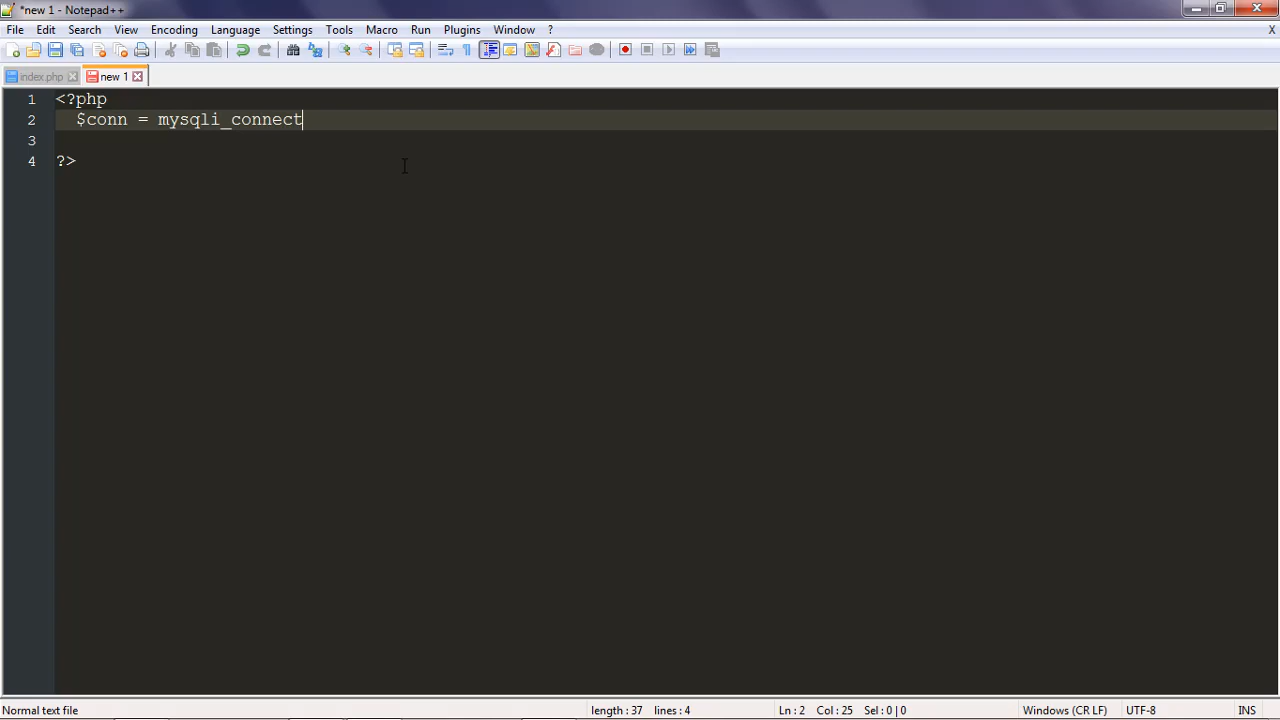 *new 1 - Notepad++
File Edit Search View Encoding Language Settings Tools Macro Run Plugins Window ? X
index.php new 1
1 <?php
2 $conn = mysqli_connect
3
4 ?>
Normal text file length : 37 lines : 4 Ln : 2 Col : 25 Sel : 0 | 0 Windows (CR LF) UTF-8 INS